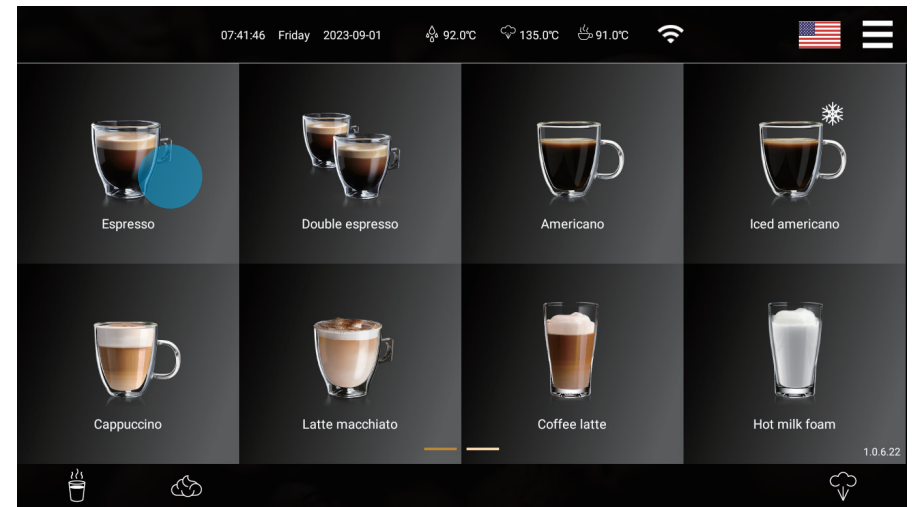 07:41:46 Friday 2023-09-01 92.0℃ 135.0℃ 91.0℃
Espresso Double espresso Americano Iced americano
Cappuccino Latte macchiato Coffee latte Hot milk foam
1.0.6.22